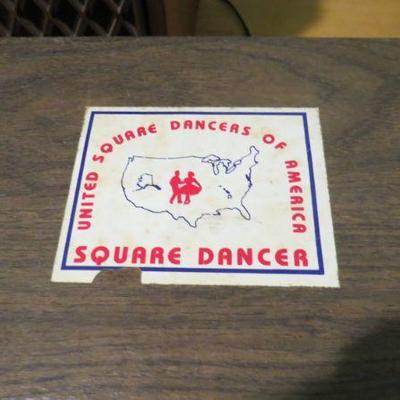 UNITED SQUARE DANCERS OF AMERICA
SQUARE DANCER